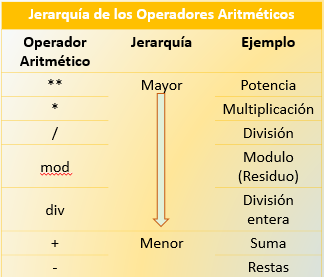 Jerarquía de los Operadores Aritméticos
Operador Aritmético Jerarquía Ejemplo
** Mayor Potencia
* Multiplicación
/ División
mod Modulo (Residuo)
div División entera
+ Menor Suma
- Restas